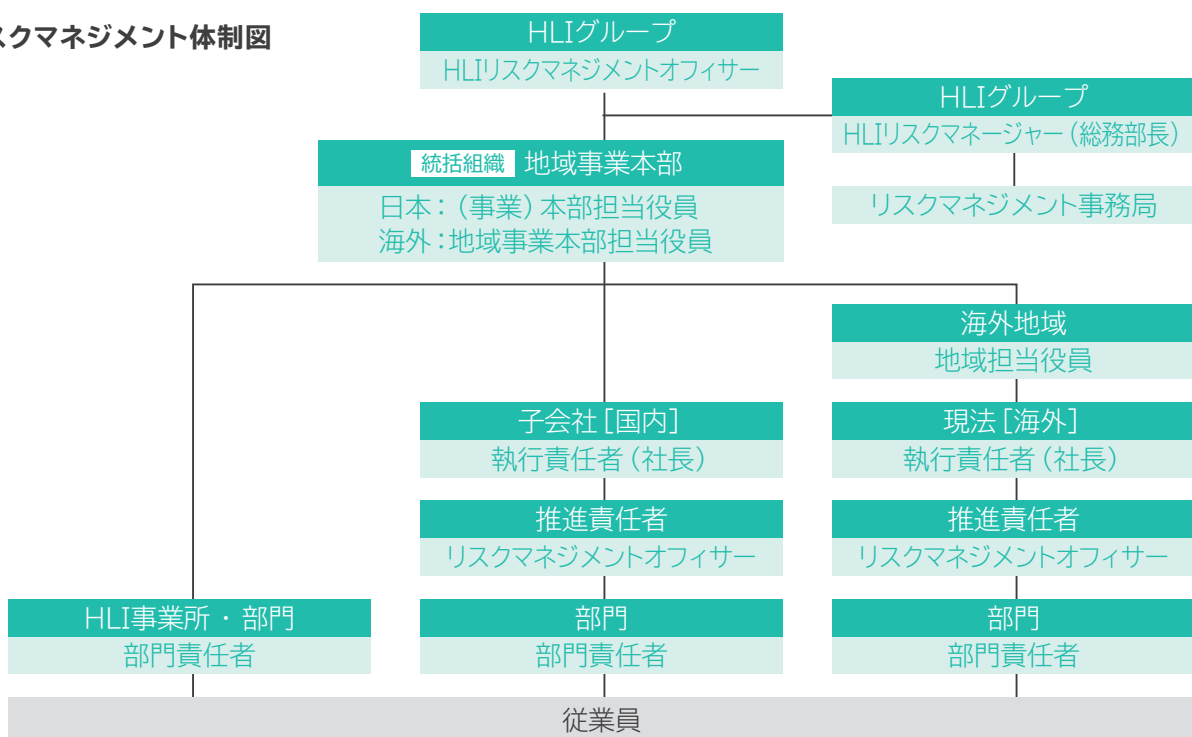 スクマネジメント体制図
HLIグループ
HLIリスクマネジメントオフィサー
HLIグループ
HLIリスクマネージャー（総務部長）
リスクマネジメント事務局
統括組織 地域事業本部
日本：（事業）本部担当役員
海外：地域事業本部担当役員
海外地域
地域担当役員
子会社［国内］
執行責任者（社長）
現法［海外］
執行責任者（社長）
推進責任者
リスクマネジメントオフィサー
推進責任者
リスクマネジメントオフィサー
HLI事業所・部門
部門責任者
部門
部門責任者
部門
部門責任者
従業員